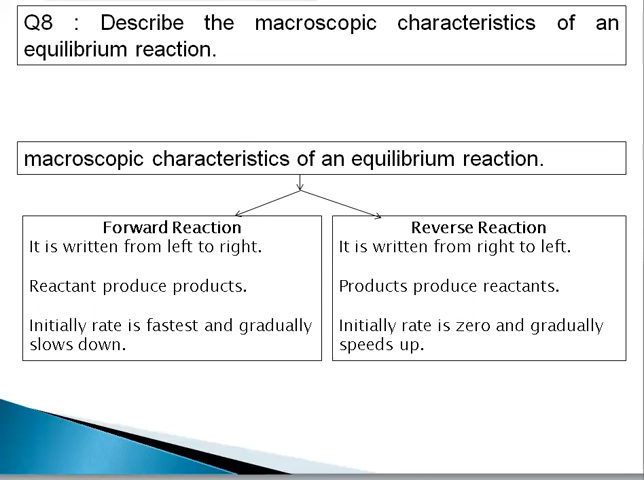 Q8 : Describe the macroscopic characteristics of an
equilibrium reaction.
macroscopic characteristics of an equilibrium reaction.
Forward Reaction
It is written from left to right.
Reactant produce products.
Initially rate is fastest and gradually
slows down.
Reverse Reaction
It is written from right to left.
Products produce reactants.
Initially rate is zero and gradually
speeds up.